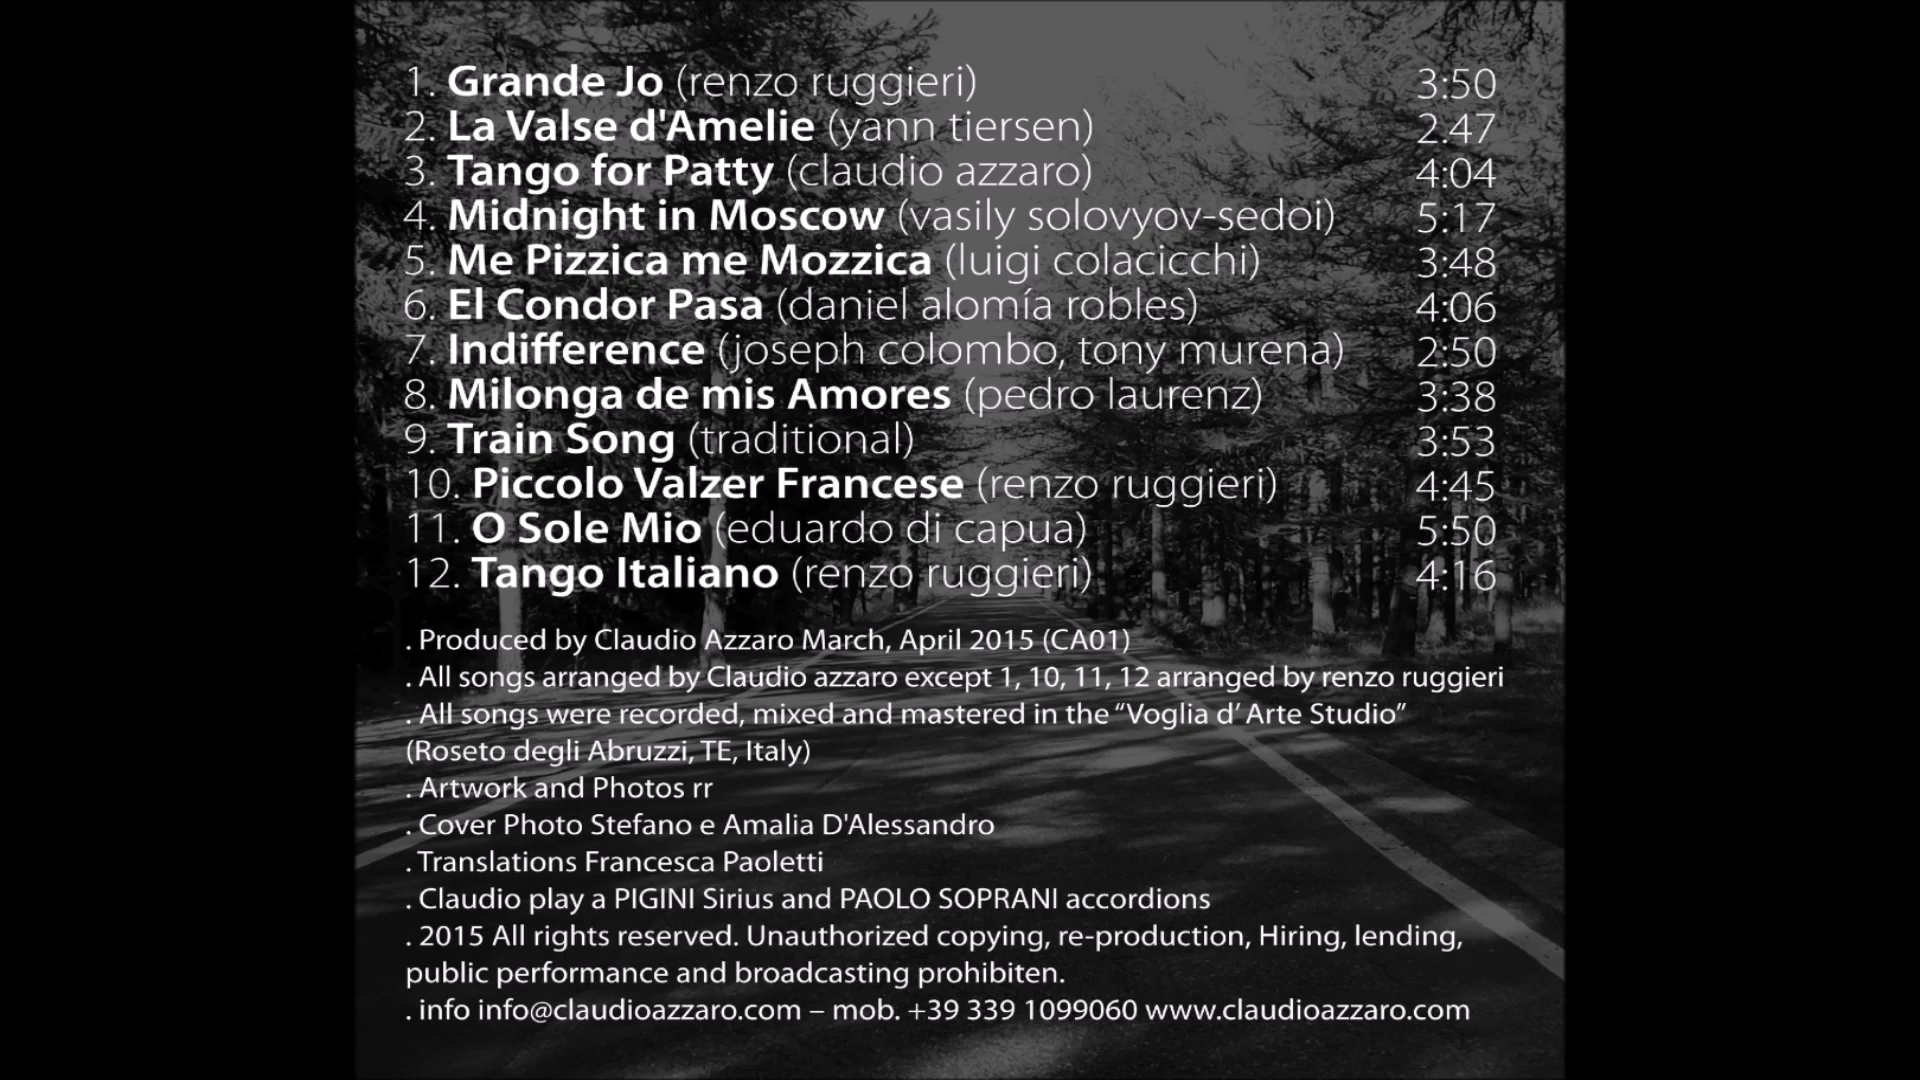 1. Grande Jo (renzo ruggieri) 3:50
2. La Valse d'Amelie (yann tiersen) 2.47
3. Tango for Patty (claudio azzaro) 4:04
4. Midnight in Moscow (vasily solovyov-sedoi) 5:17
5. Me Pizzica me Mozzica (luigi colacicchi) 3:48
6. El Condor Pasa (daniel alomía robles) 4:06
7. Indifference (joseph colombo, tony murena) 2:50
8. Milonga de mis Amores (pedro laurenz) 3:38
9. Train Song (traditional) 3:53
10. Piccolo Valzer Francese (renzo ruggieri) 4:45
11. O Sole Mio (eduardo di capua) 5:50
12. Tango Italiano (renzo ruggieri) 4:16
. Produced by Claudio Azzaro March, April 2015 (CA01)
. All songs arranged by Claudio azzaro except 1, 10, 11, 12 arranged by renzo ruggieri
. All songs were recorded, mixed and mastered in the “Voglia d’ Arte Studio”
(Roseto degli Abruzzi, TE, Italy)
. Artwork and Photos rr
. Cover Photo Stefano e Amalia D'Alessandro
. Translations Francesca Paoletti
. Claudio play a PIGINI Sirius and PAOLO SOPRANI accordions
. 2015 All rights reserved. Unauthorized copying, re-production, Hiring, lending,
public performance and broadcasting prohibiten.
. info info@claudioazzaro.com – mob. +39 339 1099060 www.claudioazzaro.com